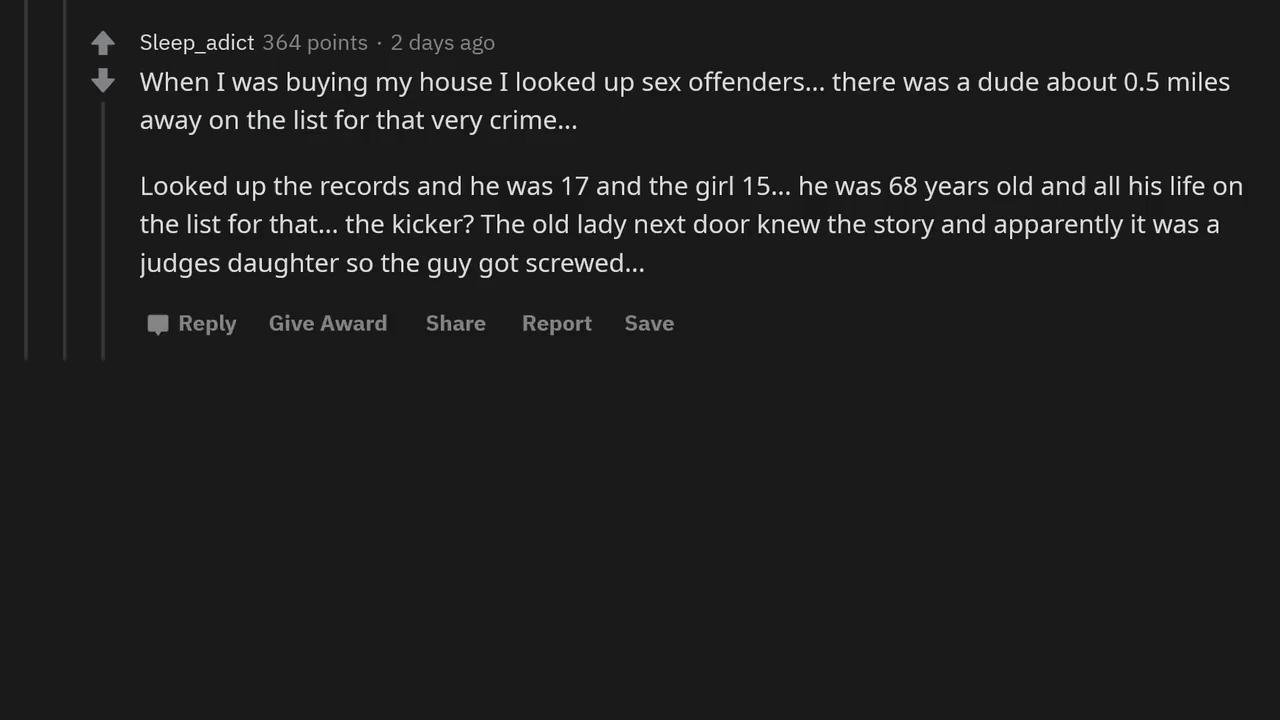 Sleep_adict 364 points · 2 days ago
When I was buying my house I looked up sex offenders... there was a dude about 0.5 miles
away on the list for that very crime...
Looked up the records and he was 17 and the girl 15... he was 68 years old and all his life on
the list for that... the kicker? The old lady next door knew the story and apparently it was a
judges daughter so the guy got screwed...
Reply Give Award Share Report Save